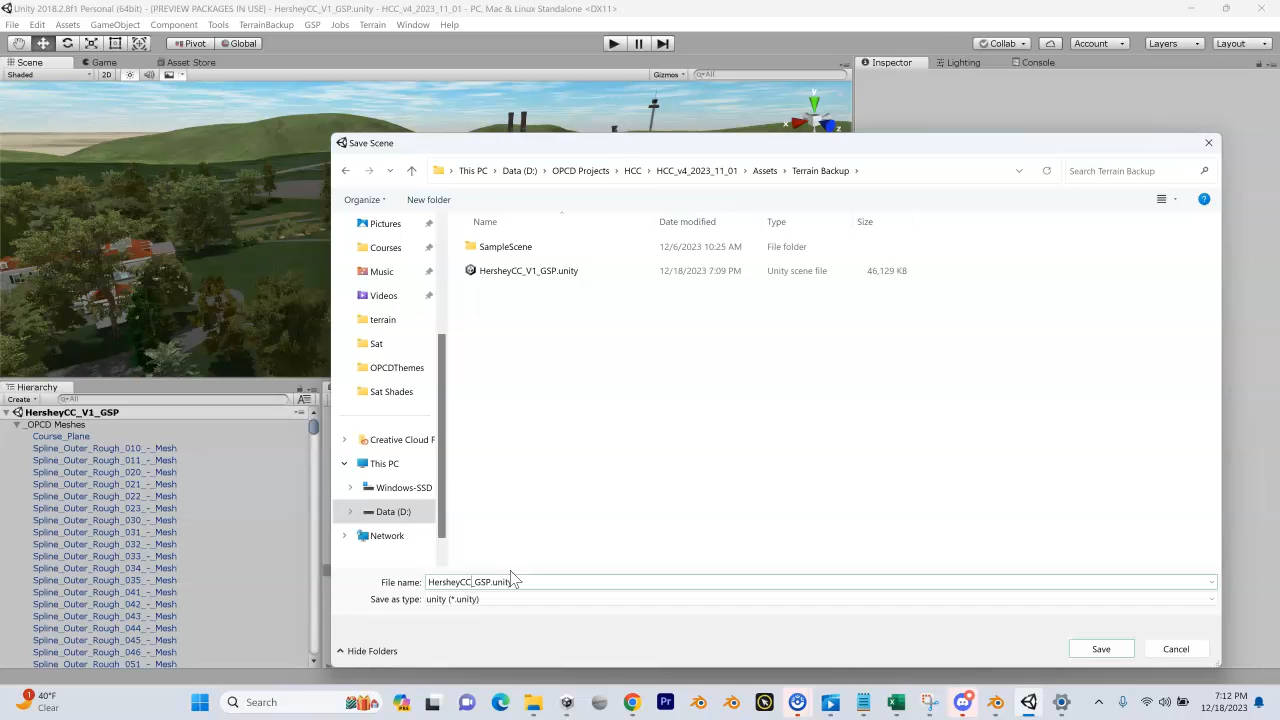 Unity 2018.2.8f1 Personal (64bit) - [PREVIEW PACKAGES IN USE] - HersheyCC_V1_GSP.unity - HCC_v4_2023_11_01 - PC, Mac & Linux Standalone <DX11>
File Edit Assets GameObject Component Tools TerrainBackup GSP Jobs Terrain Window Help
Pivot Global Collab Account Layers Layout
Scene Game Asset Store Inspector Lighting Console
Shaded 2D Gizmos All
y
x z
Save Scene
This PC > Data (D:) > OPCD Projects > HCC > HCC_v4_2023_11_01 > Assets > Terrain Backup > Search Terrain Backup
Organize New folder
Pictures Name Date modified Type Size
Courses SampleScene 12/6/2023 10:25 AM File folder
Music HersheyCC_V1_GSP.unity 12/18/2023 7:09 PM Unity scene file 46,129 KB
Videos
terrain
Sat
OPCDThemes
Sat Shades
Creative Cloud F
This PC
Windows-SSD
Data (D:)
Network
File name: HersheyCC_GSP.unity
Save as type: unity (*.unity)
Hide Folders Save Cancel
Hierarchy
Create All
HersheyCC_V1_GSP
_OPCD Meshes
Course_Plane
Spline_Outer_Rough_010_-_Mesh
Spline_Outer_Rough_011_-_Mesh
Spline_Outer_Rough_020_-_Mesh
Spline_Outer_Rough_021_-_Mesh
Spline_Outer_Rough_022_-_Mesh
Spline_Outer_Rough_023_-_Mesh
Spline_Outer_Rough_030_-_Mesh
Spline_Outer_Rough_031_-_Mesh
Spline_Outer_Rough_032_-_Mesh
Spline_Outer_Rough_033_-_Mesh
Spline_Outer_Rough_034_-_Mesh
Spline_Outer_Rough_035_-_Mesh
Spline_Outer_Rough_041_-_Mesh
Spline_Outer_Rough_042_-_Mesh
Spline_Outer_Rough_043_-_Mesh
Spline_Outer_Rough_044_-_Mesh
Spline_Outer_Rough_045_-_Mesh
Spline_Outer_Rough_046_-_Mesh
Spline_Outer_Rough_051_-_Mesh
1 40°F
Clear
Search
Pr
7:12 PM
12/18/2023